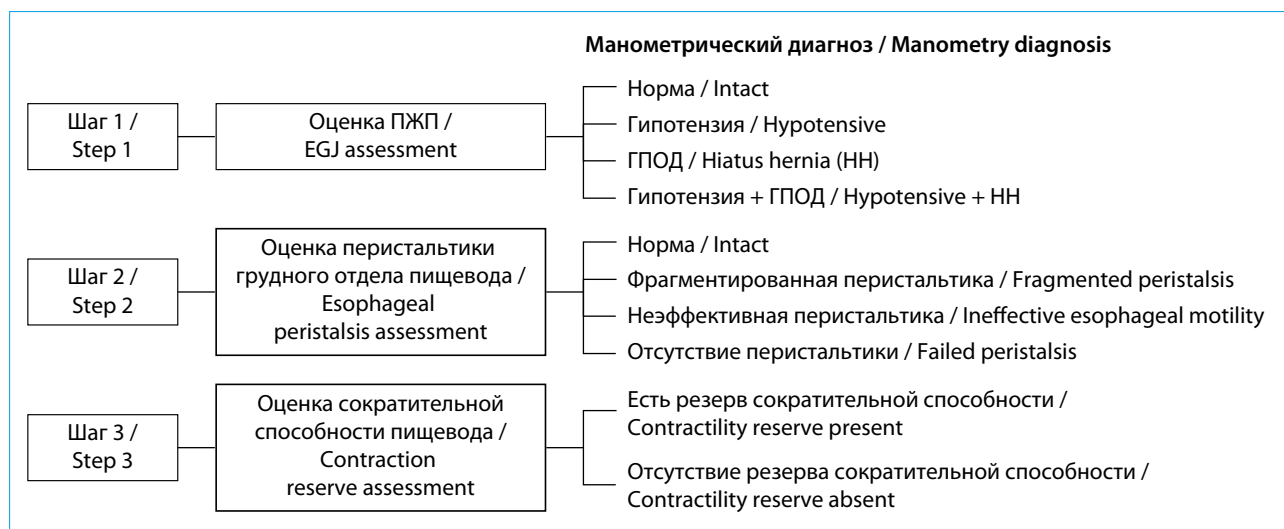 Манометрический диагноз / Manometry diagnosis
Шаг 1 /
Step 1
Оценка ПЖП /
EGJ assessment
Норма / Intact
Гипотензия / Hypotensive
ГПОД / Hiatus hernia (HH)
Гипотензия + ГПОД / Hypotensive + HH
Шаг 2 /
Step 2
Оценка перистальтики
грудного отдела пищевода /
Esophageal
peristalsis assessment
Норма / Intact
Фрагментированная перистальтика / Fragmented peristalsis
Неэффективная перистальтика / Ineffective esophageal motility
Отсутствие перистальтики / Failed peristalsis
Шаг 3 /
Step 3
Оценка сократительной
способности пищевода /
Contraction
reserve assessment
Есть резерв сократительной способности /
Contractility reserve present
Отсутствие резерва сократительной способности /
Contractility reserve absent